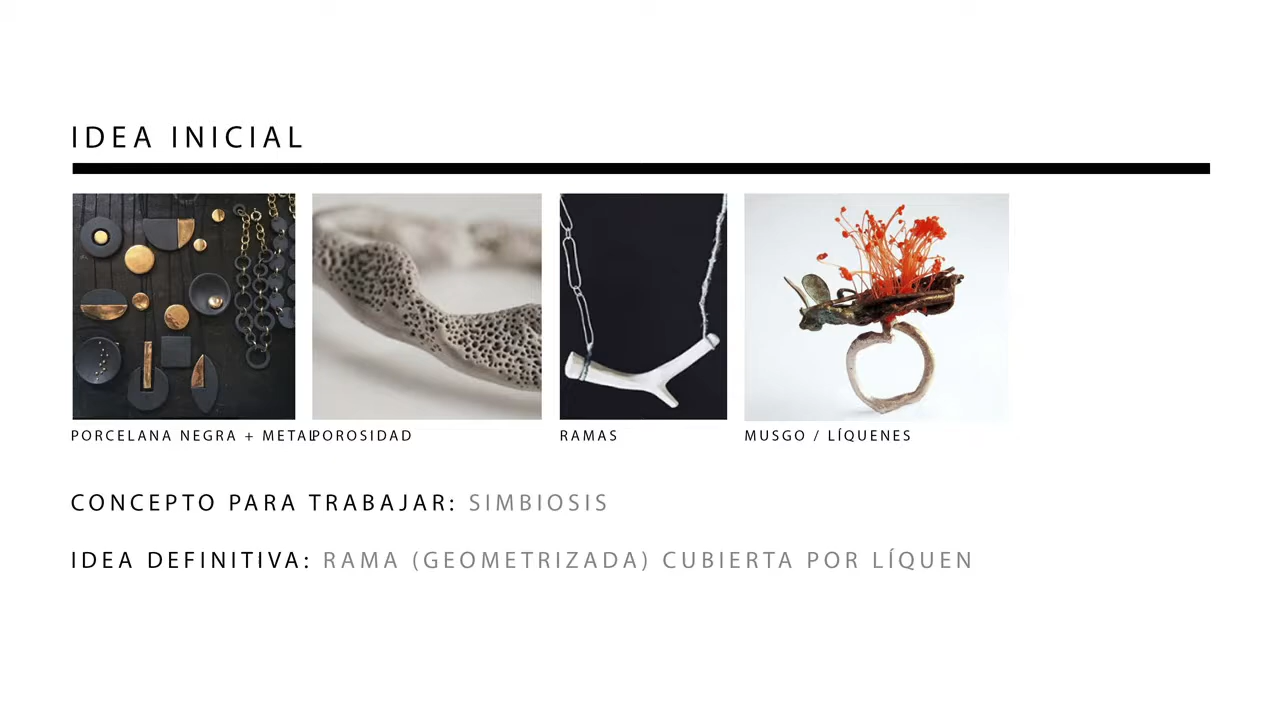 IDEA INICIAL
PORCELANA NEGRA + METAL
POROSIDAD
RAMAS
MUSGO / LÍQUENES
CONCEPTO PARA TRABAJAR: SIMBIOSIS
IDEA DEFINITIVA: RAMA (GEOMETRIZADA) CUBIERTA POR LÍQUEN